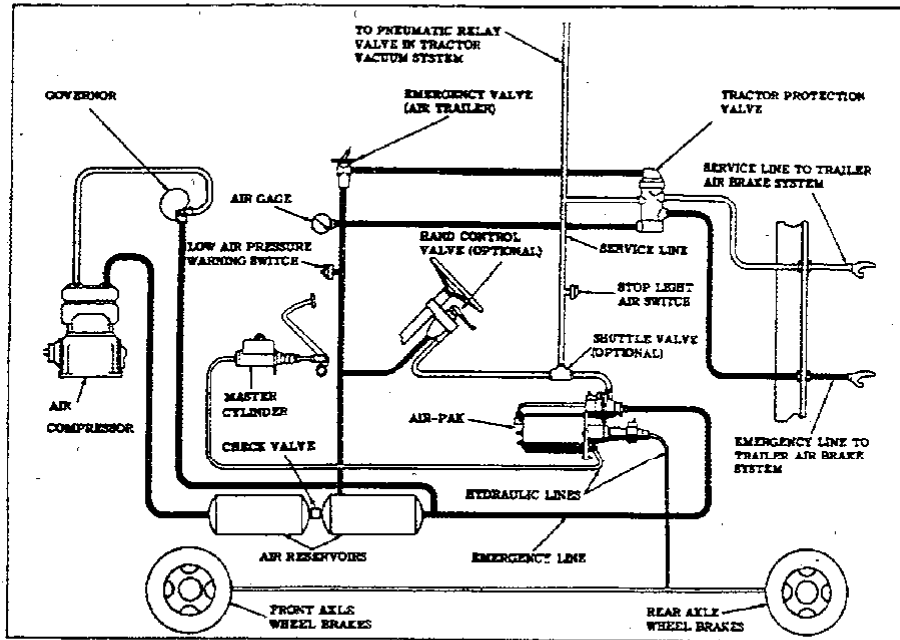 TO PNEUMATIC RELAY
VALVE IN TRACTOR
VACUUM SYSTEM
GOVERNOR
EMERGENCY VALVE
(AIR TRAILER)
TRACTOR PROTECTION
VALVE
SERVICE LINE TO TRAILER
AIR BRAKE SYSTEM
AIR GAGE
HAND CONTROL
VALVE (OPTIONAL)
SERVICE LINE
LOW AIR PRESSURE
WARNING SWITCH
STOP LIGHT
AIR SWITCH
SHUTTLE VALVE
(OPTIONAL)
AIR
COMPRESSOR
MASTER
CYLINDER
AIR-PAK
CHECK VALVE
EMERGENCY LINE TO
TRAILER AIR BRAKE
SYSTEM
HYDRAULIC LINES
AIR RESERVOIRS
EMERGENCY LINE
FRONT AXLE
WHEEL BRAKES
REAR AXLE
WHEEL BRAKES